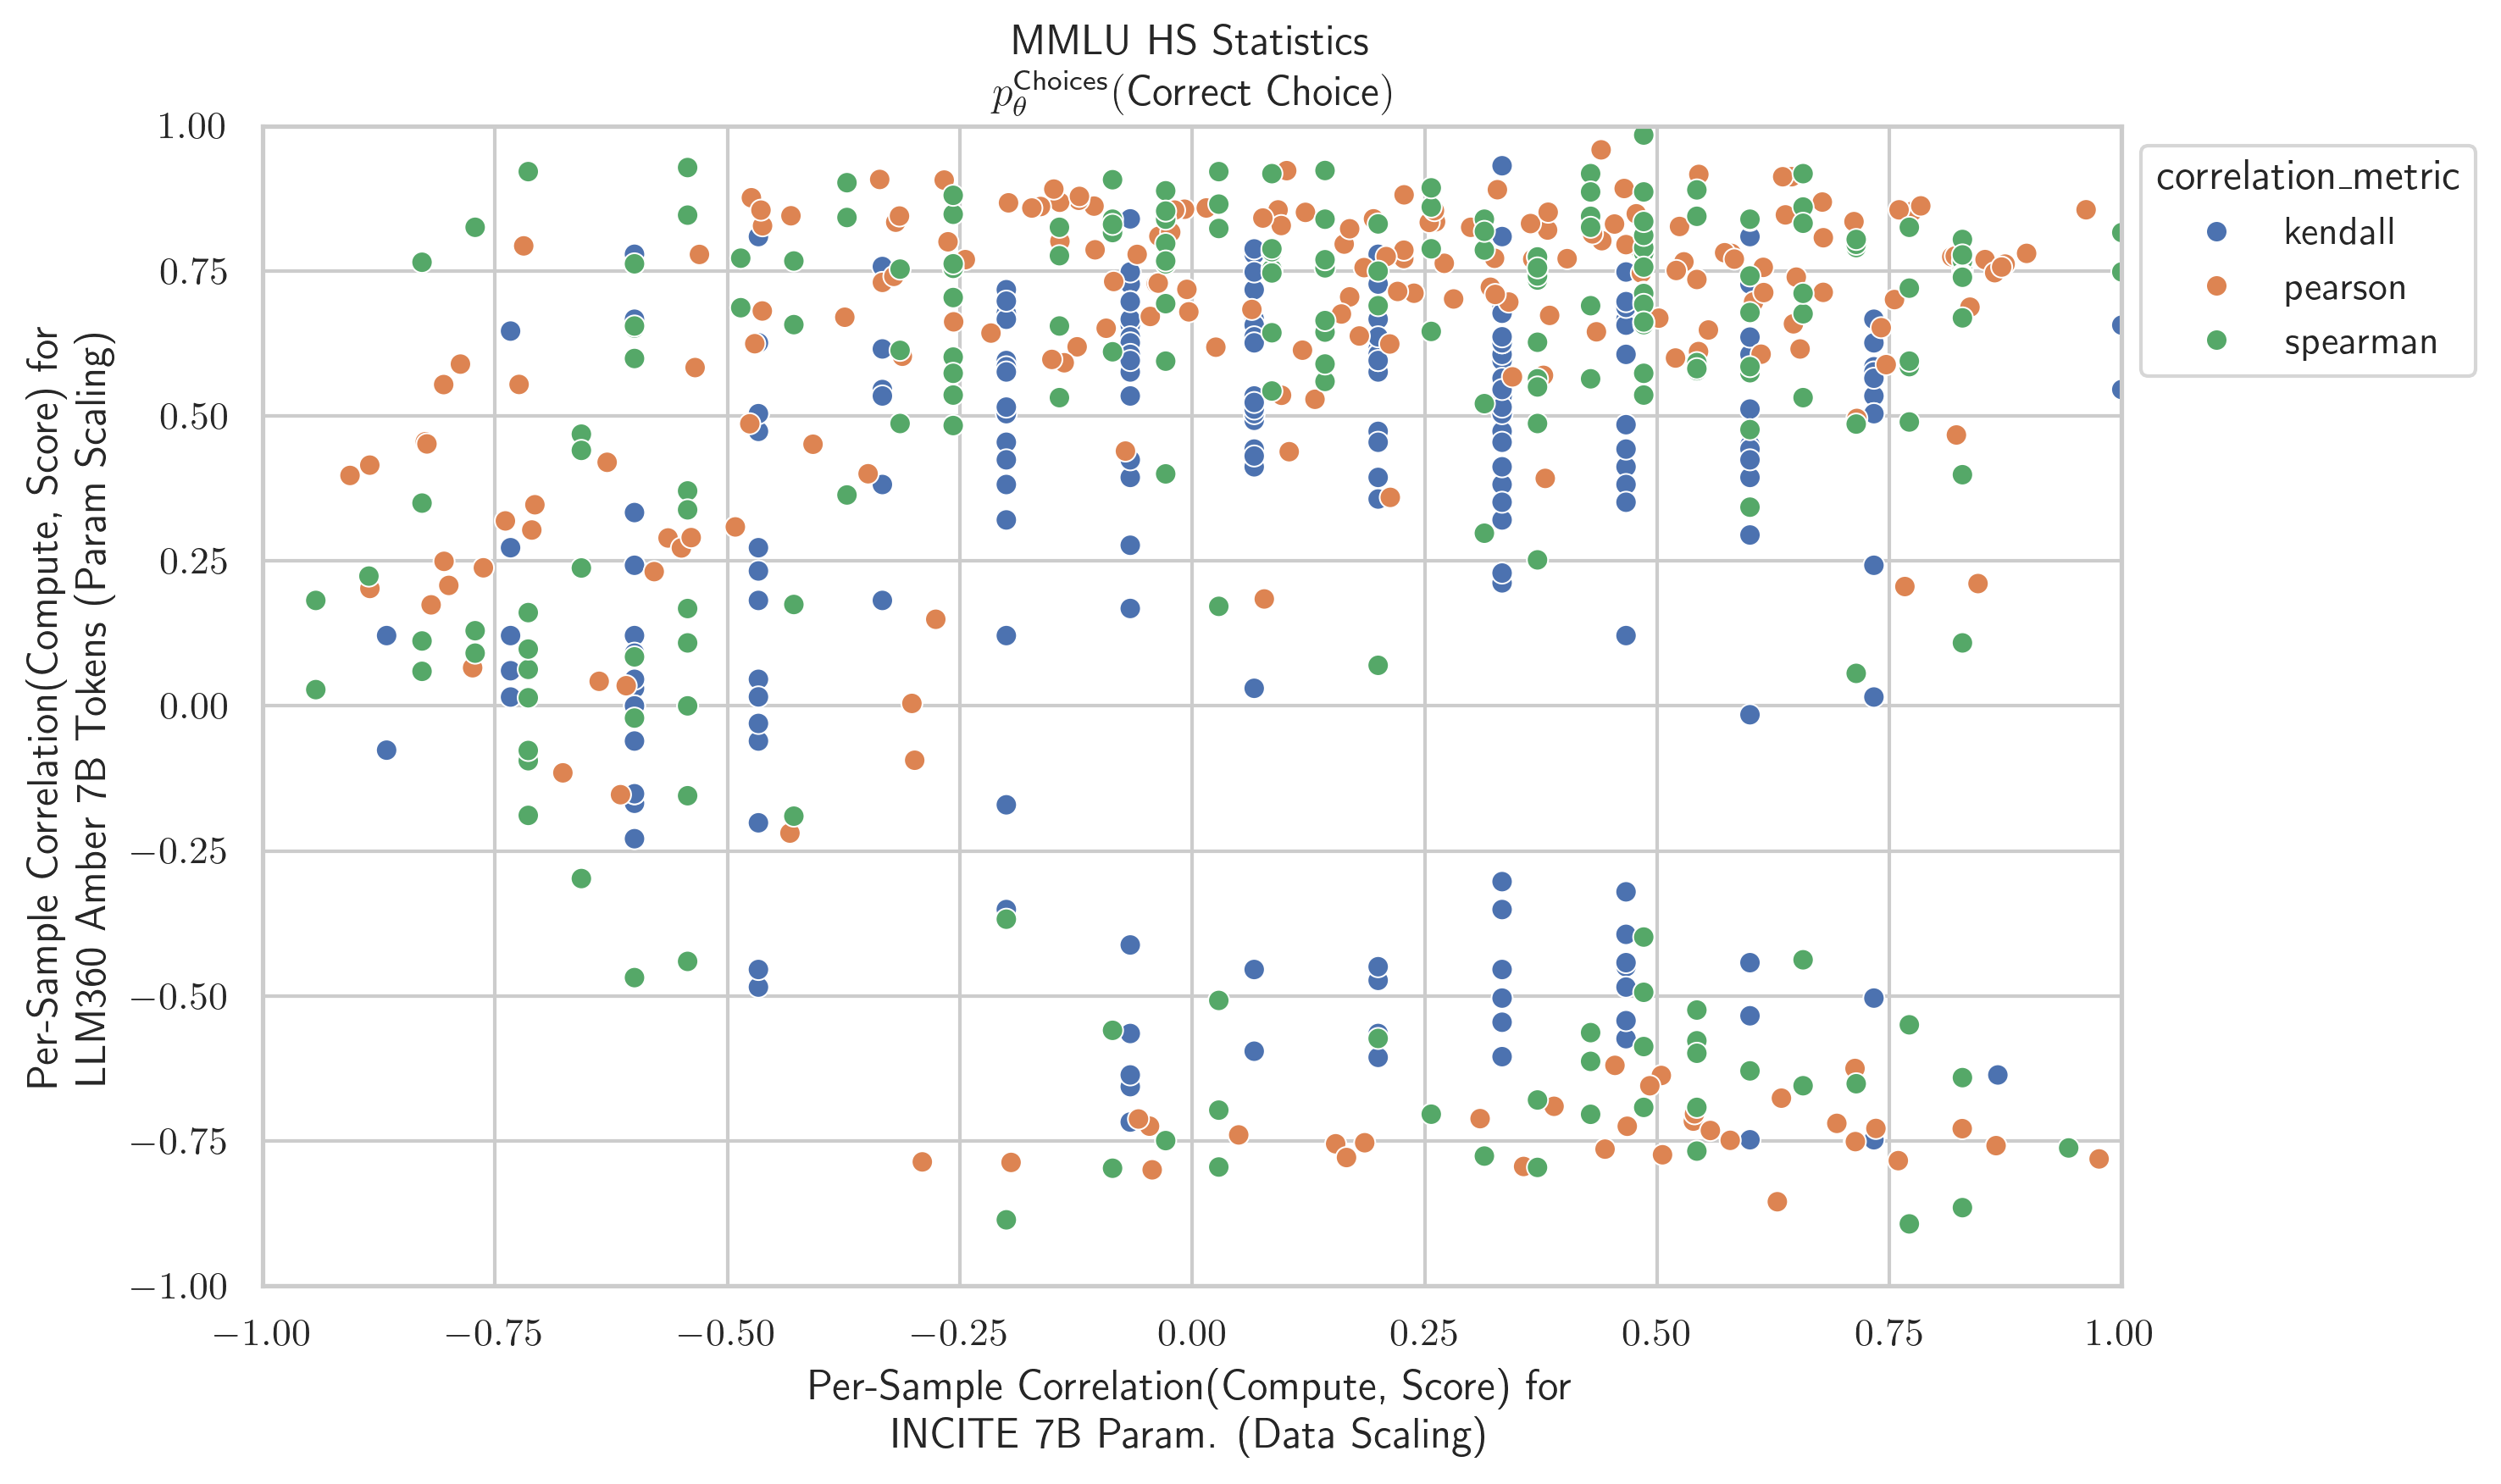 MMLU HS Statistics
p_θ^Choices(Correct Choice)
1.00
0.75
0.50
0.25
0.00
−0.25
−0.50
−0.75
−1.00
Per-Sample Correlation(Compute, Score) for
LLM360 Amber 7B Tokens (Param Scaling)
correlation_metric
kendall
pearson
spearman
−1.00 −0.75 −0.50 −0.25 0.00 0.25 0.50 0.75 1.00
Per-Sample Correlation(Compute, Score) for
INCITE 7B Param. (Data Scaling)